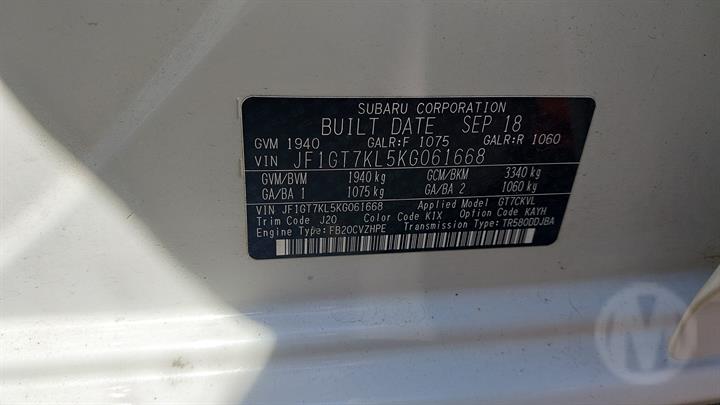 SUBARU CORPORATION
BUILT DATE SEP 18
GVM 1940 GALR:F 1075 GALR:R 1060
VIN JF1GT7KL5KG061668
GVM/BVM 1940 kg GCM/BKM 3340 kg
GA/BA 1 1075 kg GA/BA 2 1060 kg
VIN JF1GT7KL5KG061668 Applied Model GT7CKVL
Trim Code J20 Color Code K1X Option Code KAYH
Engine Type: FB20CVZHPE Transmission Type: TR580DDJBA
M